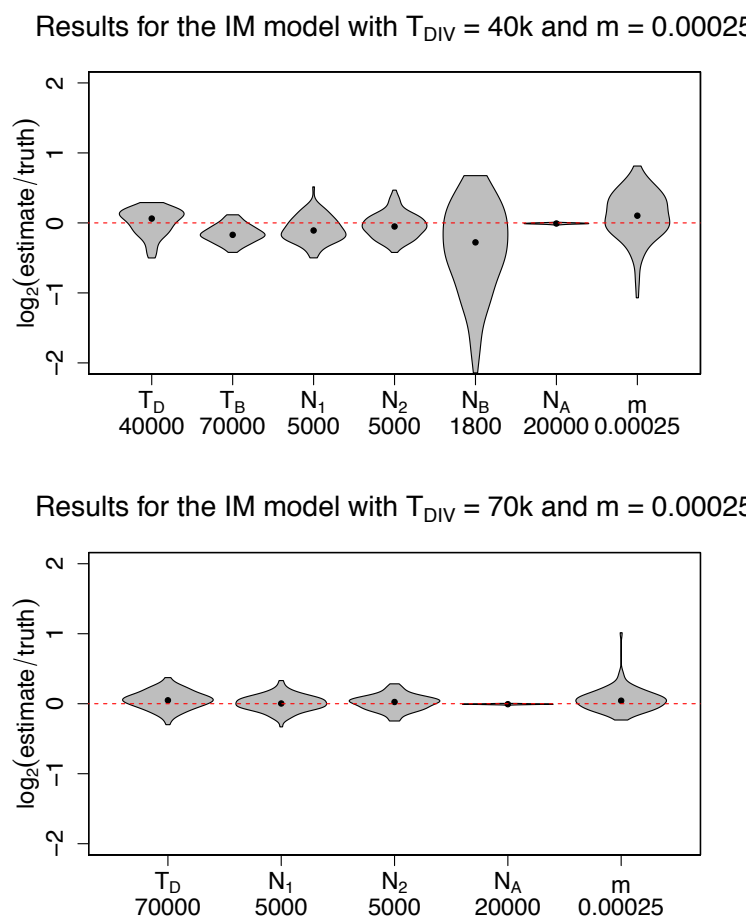 Results for the IM model with T_DIV = 40k and m = 0.00025
log₂(estimate/truth)
2
1
0
−1
−2
T_D T_B N_1 N_2 N_B N_A m
40000 70000 5000 5000 1800 20000 0.00025
Results for the IM model with T_DIV = 70k and m = 0.00025
log₂(estimate/truth)
2
1
0
−1
−2
T_D N_1 N_2 N_A m
70000 5000 5000 20000 0.00025